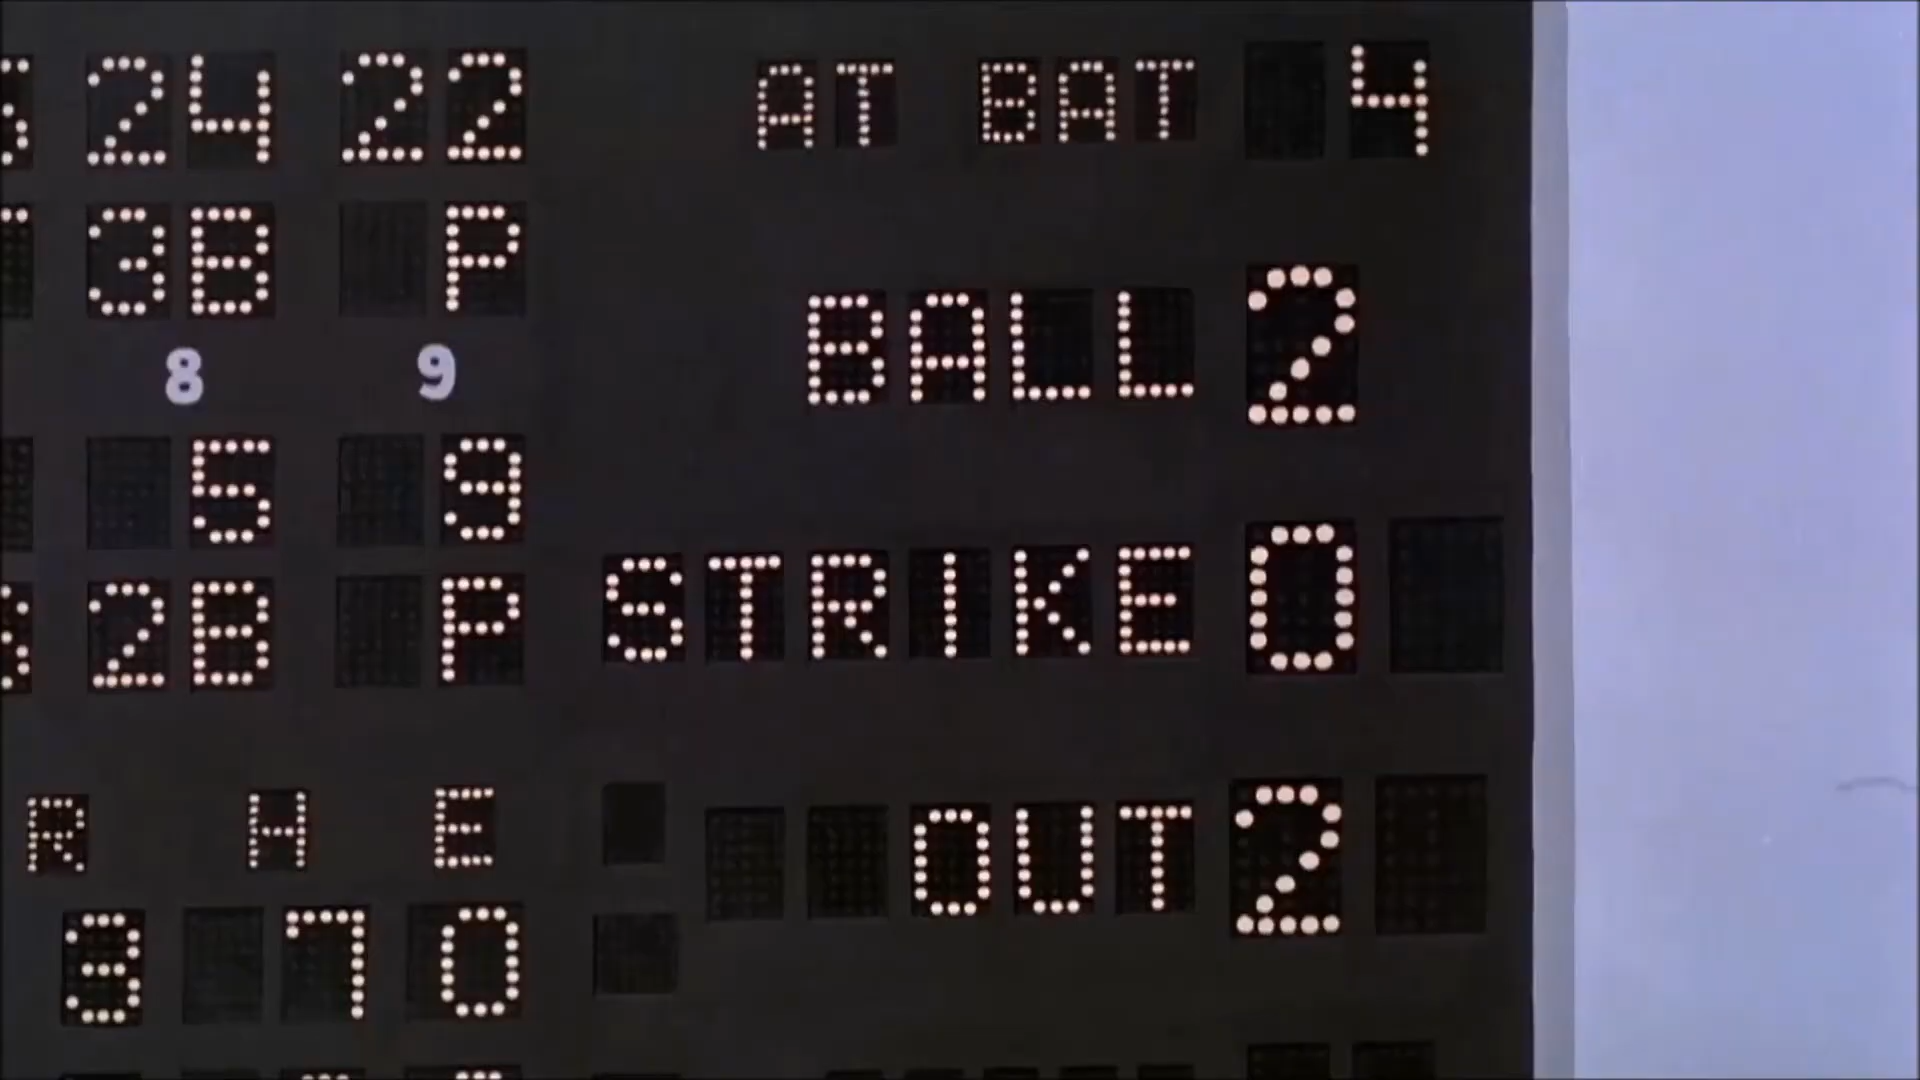 24 22 AT BAT 4
3B P
8 9 BALL 2
5 9
2B P STRIKE 0
R H E OUT 2
3 7 0